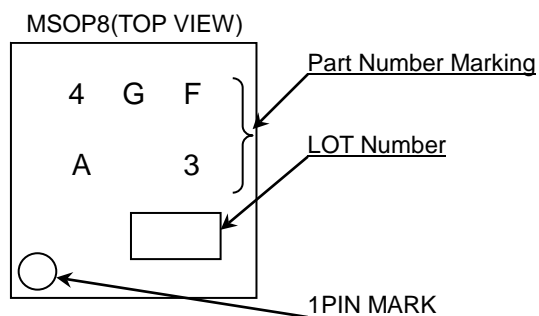 MSOP8(TOP VIEW)
Part Number Marking
4 G F
A 3
LOT Number
1PIN MARK